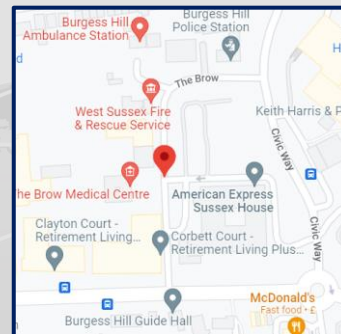 Burgess Hill
Ambulance Station
Burgess Hill
Police Station
The Brow
West Sussex Fire
& Rescue Service
Keith Harris & P
Civic Way
The Brow Medical Centre
American Express
Sussex House
Clayton Court -
Retirement Living...
Corbett Court -
Retirement Living Plus...
Civic Way
McDonald's
Fast food • £
Burgess Hill Guide Hall